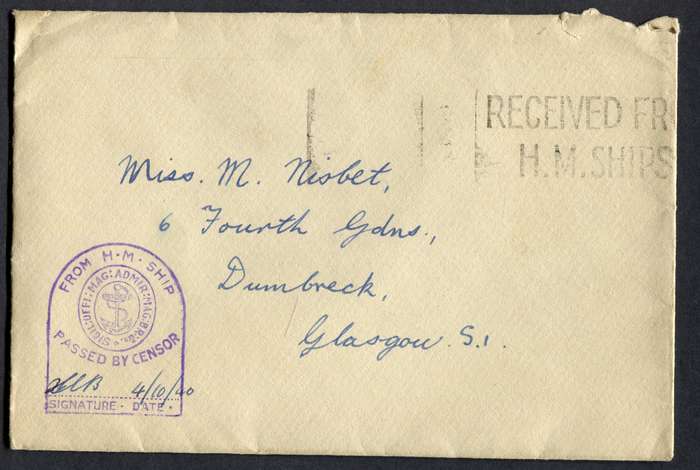 RECEIVED FR
H.M. SHIPS
Miss. M. Nisbet,
6 Fourth Gdns.,
Dumbreck,
Glasgow. S.1.
FROM H·M·SHIP
PASSED BY CENSOR
4/10/40
SIGNATURE · DATE ·